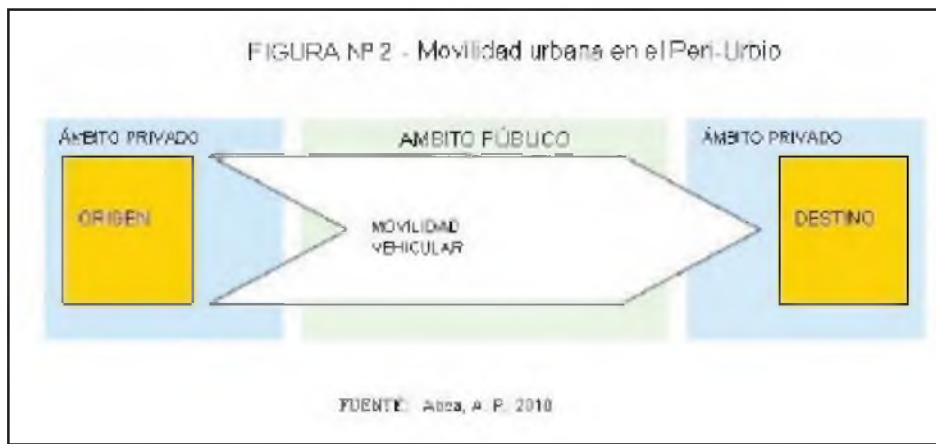 FIGURA Nº 2 - Movilidad urbana en el Peri-Urbio
ÁMBITO PRIVADO
AMBITO PÚBLICO
ÁMBITO PRIVADO
ORIGEN
MOVILIDAD
VEHICULAR
DESTINO
FUENTE: A. P. 2010